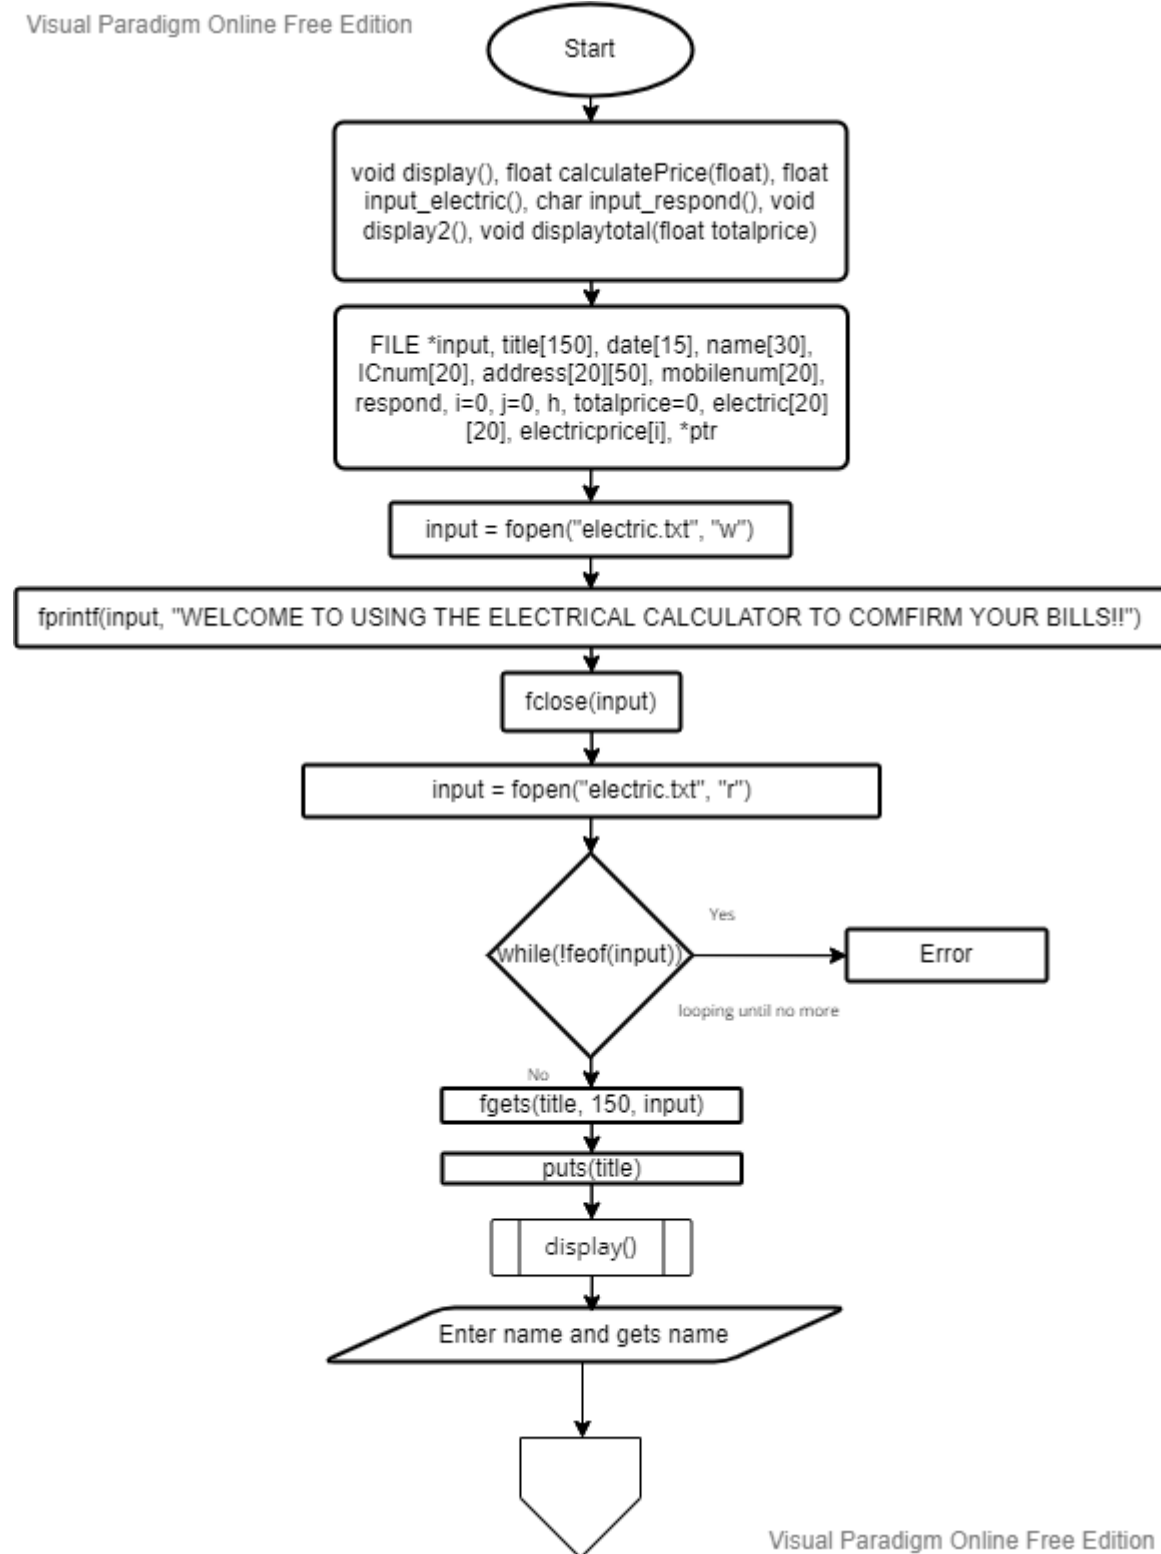 Visual Paradigm Online Free Edition
Start
void display(), float calculatePrice(float), float
input_electric(), char input_respond(), void
display2(), void displaytotal(float totalprice)
FILE *input, title[150], date[15], name[30],
ICnum[20], address[20][50], mobilenum[20],
respond, i=0, j=0, h, totalprice=0, electric[20]
[20], electricprice[i], *ptr
input = fopen("electric.txt", "w")
fprintf(input, "WELCOME TO USING THE ELECTRICAL CALCULATOR TO COMFIRM YOUR BILLS!!")
fclose(input)
input = fopen("electric.txt", "r")
Yes
while(!feof(input))
Error
looping until no more
No
fgets(title, 150, input)
puts(title)
display()
Enter name and gets name
Visual Paradigm Online Free Edition